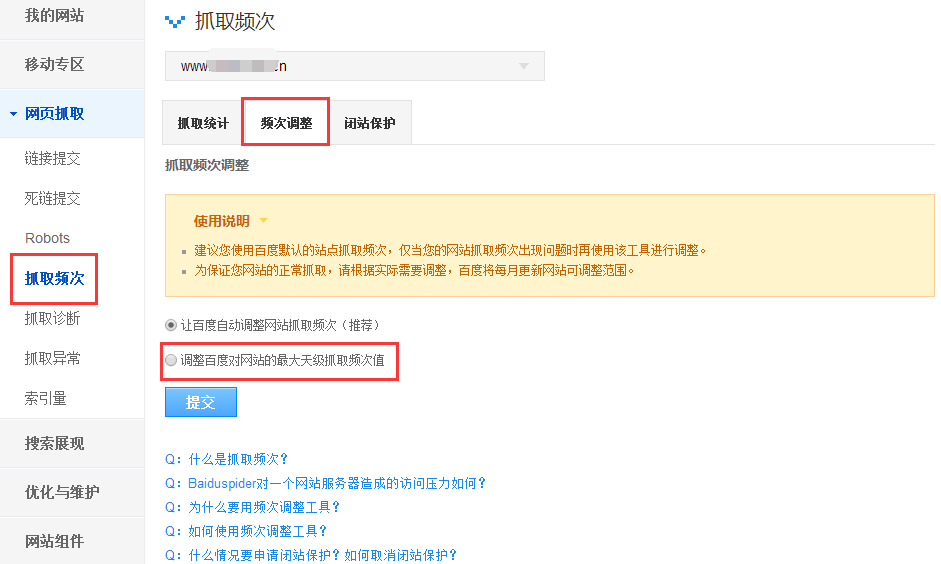 我的网站
移动专区
网页抓取
链接提交
死链提交
Robots
抓取频次
抓取诊断
抓取异常
索引量
搜索展现
优化与维护
网站组件
抓取频次
www. n
抓取统计 频次调整 闭站保护
抓取频次调整
使用说明
建议您使用百度默认的站点抓取频次，仅当您的网站抓取频次出现问题时再使用该工具进行调整。
为保证您网站的正常抓取，请根据实际需要调整，百度将每月更新网站可调整范围。
让百度自动调整网站抓取频次（推荐）
调整百度对网站的最大天级抓取频次值
提交
Q：什么是抓取频次？
Q：Baiduspider对一个网站服务器造成的访问压力如何？
Q：为什么要用频次调整工具？
Q：如何使用频次调整工具？
Q：什么情况要申请闭站保护？如何取消闭站保护？